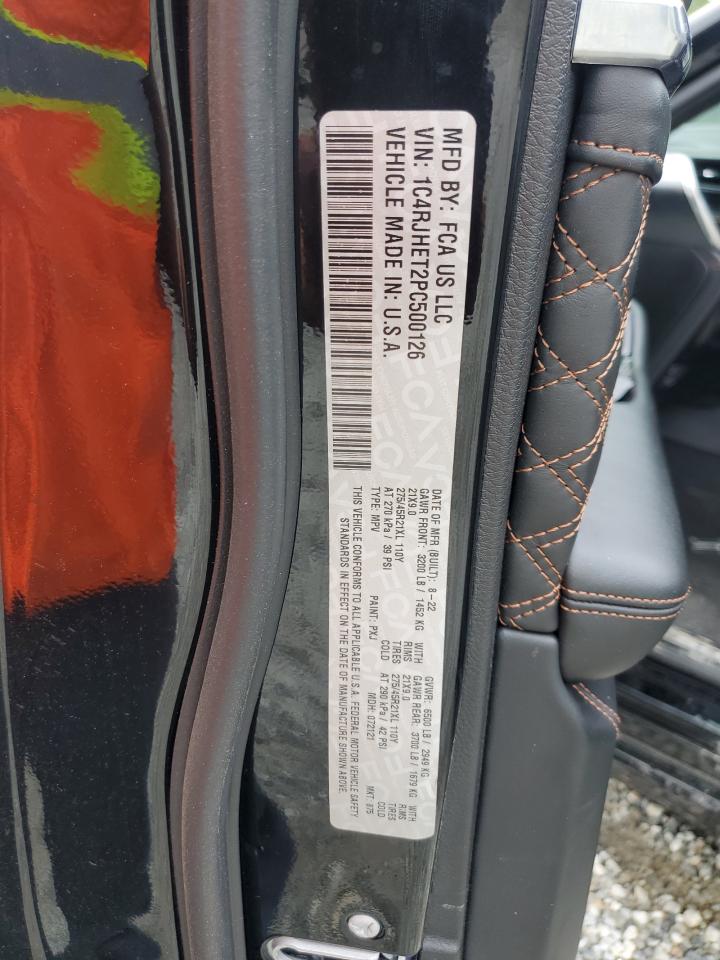 MFD BY: FCA US LLC
VIN: 1C4RJHET2PC500126
VEHICLE MADE IN: U.S.A.
DATE OF MFR (BUILT): 8-22 GVWR: 6500 LB / 2949 KG
GAWR FRONT: 3200 LB / 1452 KG WITH GAWR REAR: 3700 LB / 1679 KG WITH
21X9.0 RIMS 21X9.0 RIMS
275/45R21XL 110Y TIRES 275/45R21XL 110Y TIRES
AT 270 kPa / 39 PSI COLD AT 290 kPa / 42 PSI COLD
TYPE: MPV PAINT: PXJ MDH: 072121 MKT: 875
THIS VEHICLE CONFORMS TO ALL APPLICABLE U.S.A. FEDERAL MOTOR VEHICLE SAFETY
STANDARDS IN EFFECT ON THE DATE OF MANUFACTURE SHOWN ABOVE.